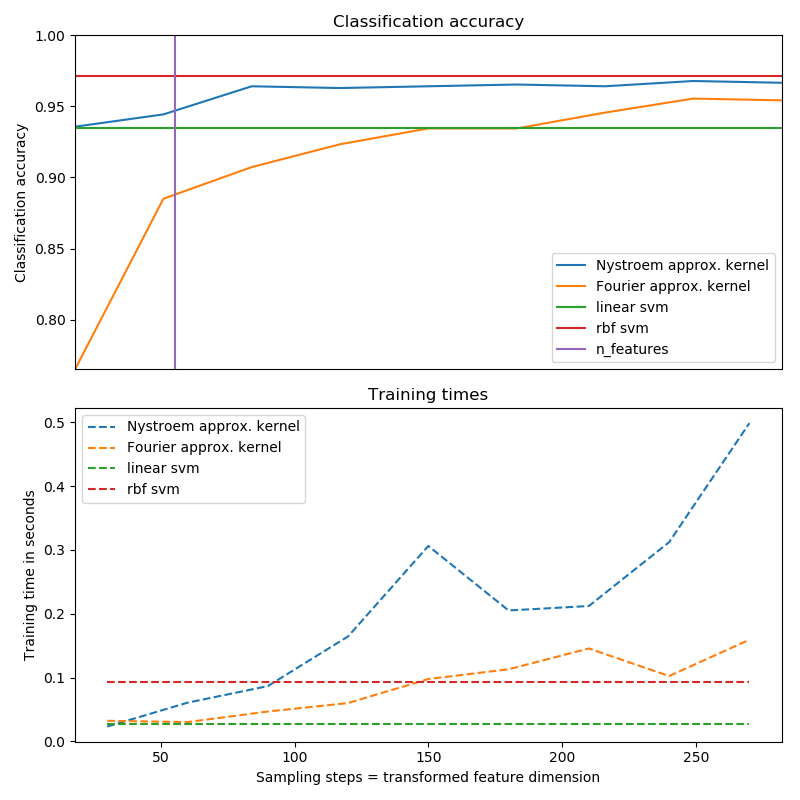 Classification accuracy
1.00
0.95
0.90
0.85
0.80
Classification accuracy
Nystroem approx. kernel
Fourier approx. kernel
linear svm
rbf svm
n_features
Training times
0.5
0.4
0.3
0.2
0.1
0.0
Training time in seconds
Nystroem approx. kernel
Fourier approx. kernel
linear svm
rbf svm
50
100
150
200
250
Sampling steps = transformed feature dimension